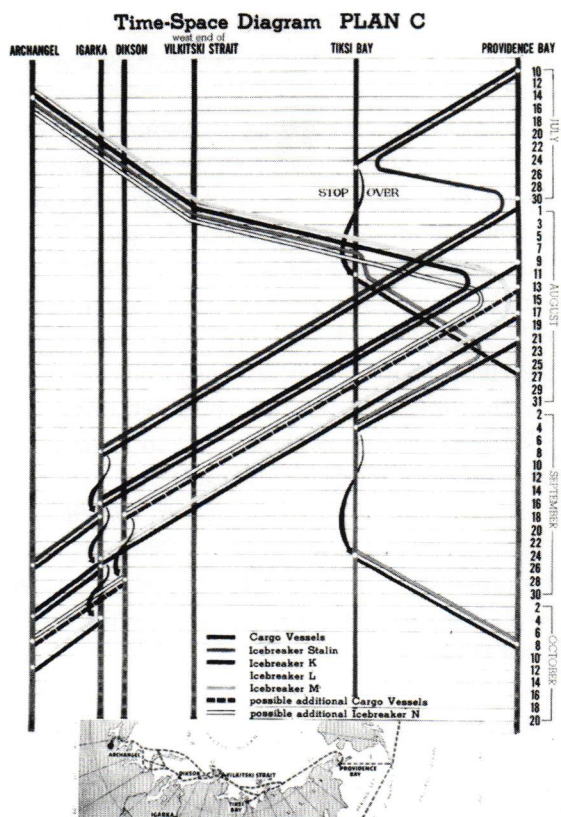 Time-Space Diagram PLAN C
ARCHANGEL IGARKA DIKSON west end of VILKITSKI STRAIT TIKSI BAY PROVIDENCE BAY
10
12
14
16
18
20
22
24
26
28
30
JULY
STOP OVER
1
3
5
7
9
11
13
15
17
19
21
23
25
27
29
31
AUGUST
2
4
6
8
10
12
14
16
18
20
22
24
26
28
30
SEPTEMBER
2
4
6
8
10
12
14
16
18
20
OCTOBER
Cargo Vessels
Icebreaker Stalin
Icebreaker K
Icebreaker L
Icebreaker M
possible additional Cargo Vessels
possible additional Icebreaker N
ARCHANGEL
DIKSON
VILKITSKI STRAIT
PROVIDENCE BAY
TIKSI BAY
IGARKA